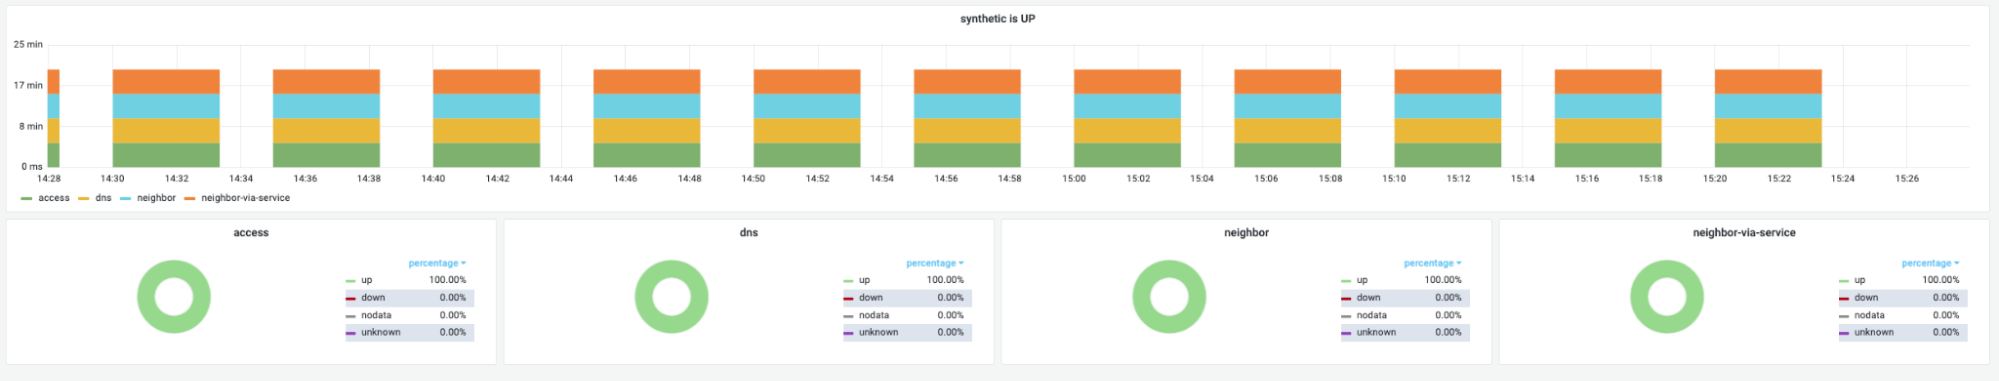 synthetic is UP
25 min
17 min
8 min
0 ms
14:28 14:30 14:32 14:34 14:36 14:38 14:40 14:42 14:44 14:46 14:48 14:50 14:52 14:54 14:56 14:58 15:00 15:02 15:04 15:06 15:08 15:10 15:12 15:14 15:16 15:18 15:20 15:22 15:24 15:26
access dns neighbor neighbor-via-service
access
percentage
up 100.00%
down 0.00%
nodata 0.00%
unknown 0.00%
dns
percentage
up 100.00%
down 0.00%
nodata 0.00%
unknown 0.00%
neighbor
percentage
up 100.00%
down 0.00%
nodata 0.00%
unknown 0.00%
neighbor-via-service
percentage
up 100.00%
down 0.00%
nodata 0.00%
unknown 0.00%